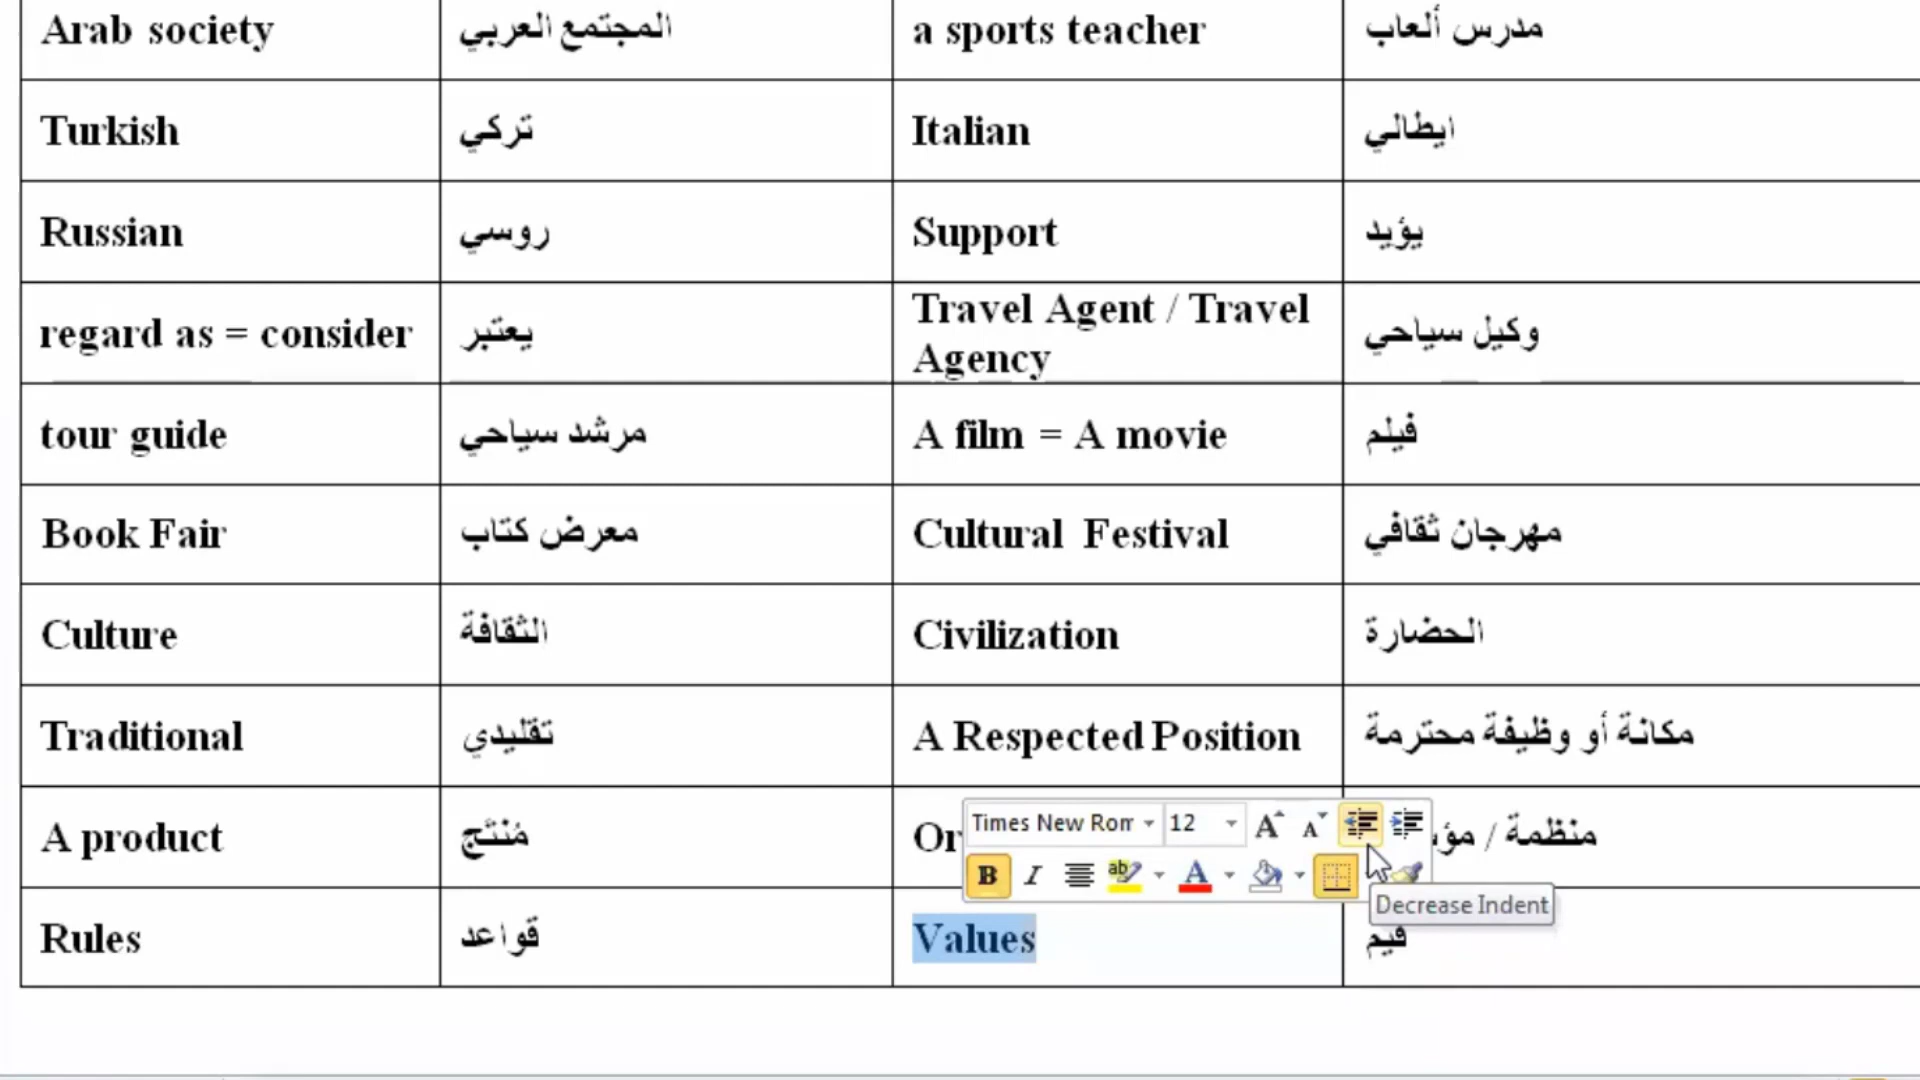 Arab society المجتمع العربي a sports teacher مدرس ألعاب
Turkish تركي Italian ايطالي
Russian روسي Support يؤيد
regard as = consider يعتبر Travel Agent / Travel
Agency وكيل سياحي
tour guide مرشد سياحي A film = A movie فيلم
Book Fair معرض كتاب Cultural Festival مهرجان ثقافي
Culture الثقافة Civilization الحضارة
Traditional تقليدي A Respected Position مكانة أو وظيفة محترمة
Times New Ror 12
A product مُنتَج Or منظمة /
Decrease Indent
Rules قواعد Values قيم